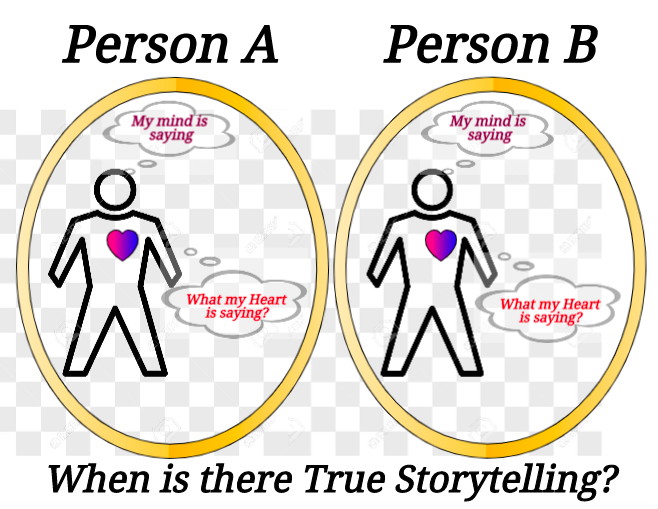 Person A
Person B
My mind is
saying
My mind is
saying
What my Heart
is saying?
What my Heart
is saying?
When is there True Storytelling?